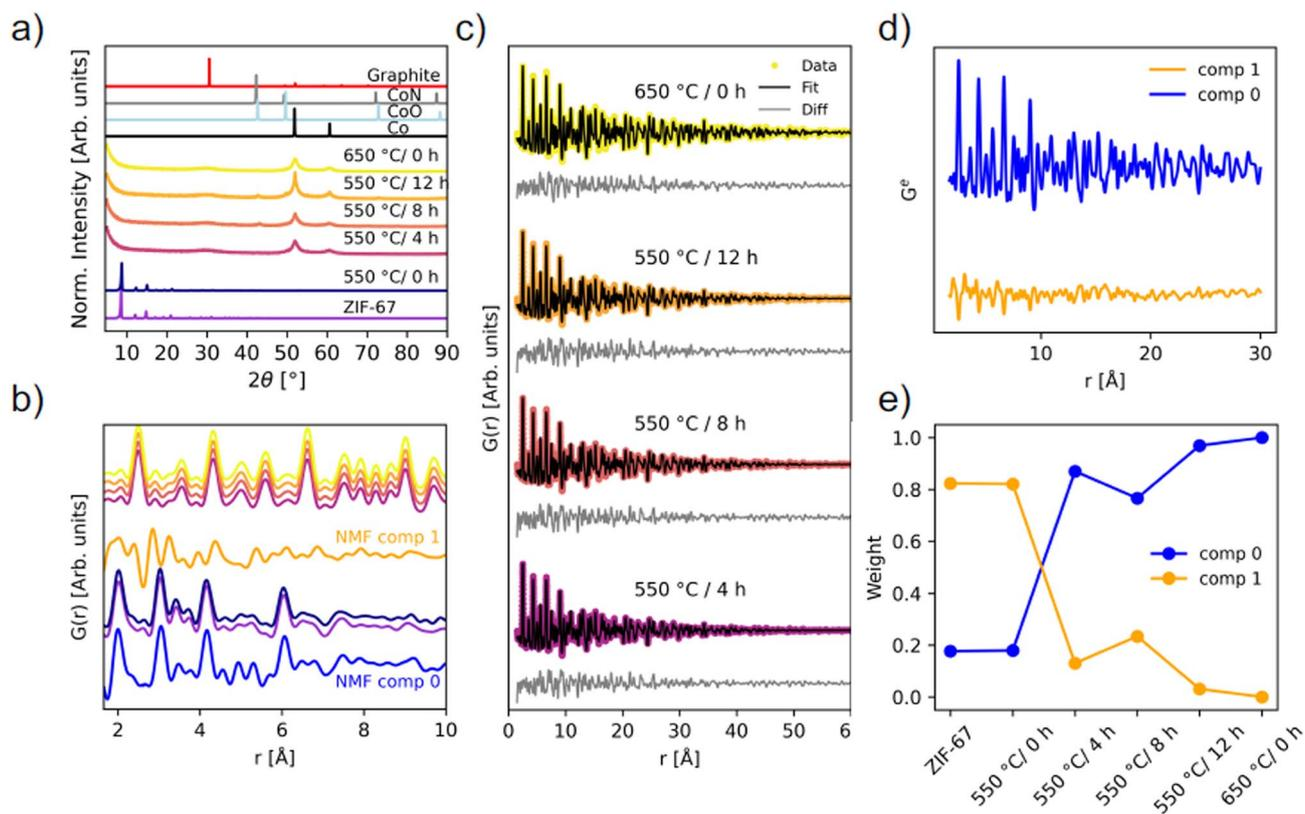 a)
Norm. Intensity [Arb. units]
Graphite
CoN
CoO
Co
650 °C/ 0 h
550 °C/ 12 h
550 °C/ 8 h
550 °C/ 4 h
550 °C/ 0 h
ZIF-67
10 20 30 40 50 60 70 80 90
2θ [°]
b)
G(r) [Arb. units]
NMF comp 1
NMF comp 0
2 4 6 8 10
r [Å]
c)
G(r) [Arb. units]
Data
Fit
Diff
650 °C / 0 h
550 °C / 12 h
550 °C / 8 h
550 °C / 4 h
0 10 20 30 40 50 6
r [Å]
d)
Gᵉ
comp 1
comp 0
10 20 30
r [Å]
e)
Weight
1.0
0.8
0.6
0.4
0.2
0.0
comp 0
comp 1
ZIF-67
550 °C/ 0 h
550 °C/ 4 h
550 °C/ 8 h
550 °C/ 12 h
650 °C/ 0 h